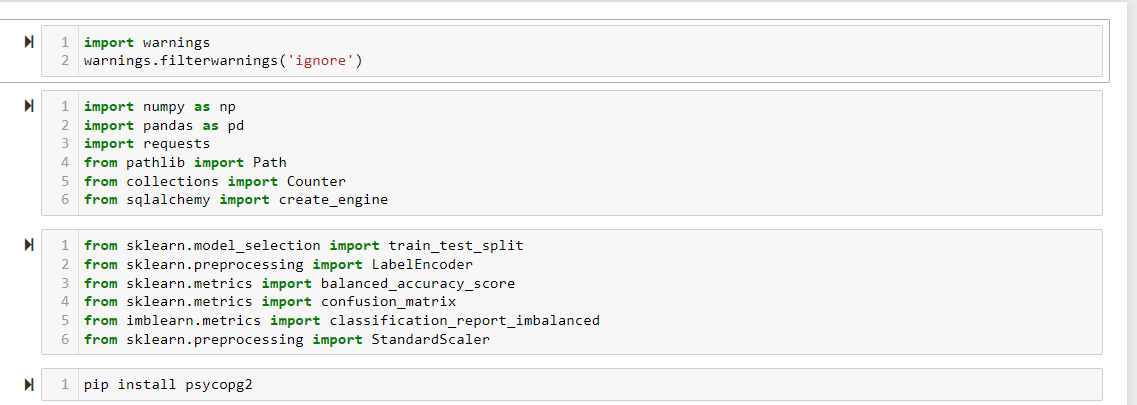 1 import warnings
2 warnings.filterwarnings('ignore')
1 import numpy as np
2 import pandas as pd
3 import requests
4 from pathlib import Path
5 from collections import Counter
6 from sqlalchemy import create_engine
1 from sklearn.model_selection import train_test_split
2 from sklearn.preprocessing import LabelEncoder
3 from sklearn.metrics import balanced_accuracy_score
4 from sklearn.metrics import confusion_matrix
5 from imblearn.metrics import classification_report_imbalanced
6 from sklearn.preprocessing import StandardScaler
1 pip install psycopg2